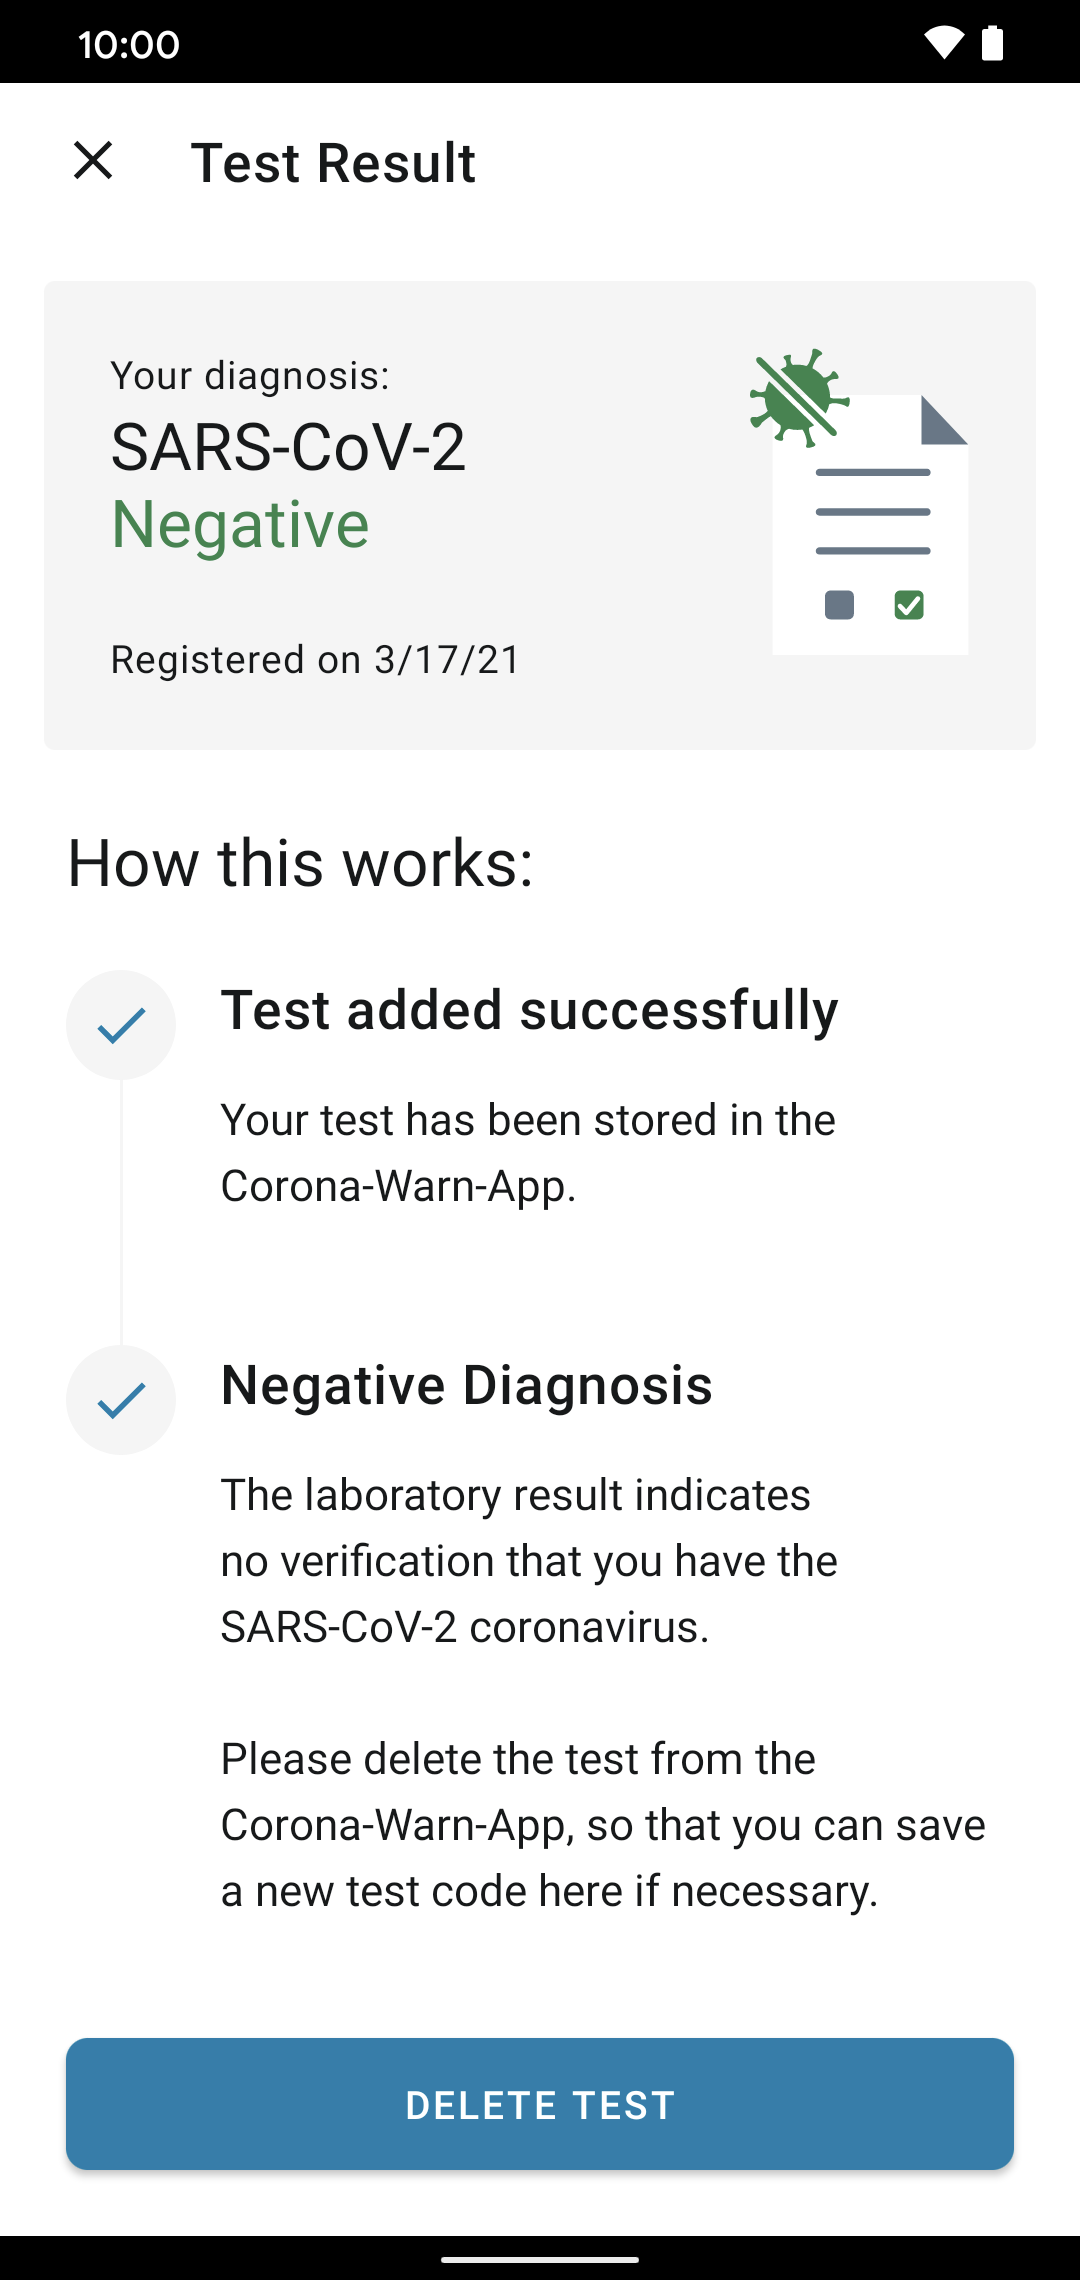 10:00
Test Result
Your diagnosis:
SARS-CoV-2
Negative
Registered on 3/17/21
How this works:
Test added successfully
Your test has been stored in the
Corona-Warn-App.
Negative Diagnosis
The laboratory result indicates
no verification that you have the
SARS-CoV-2 coronavirus.
Please delete the test from the
Corona-Warn-App, so that you can save
a new test code here if necessary.
DELETE TEST